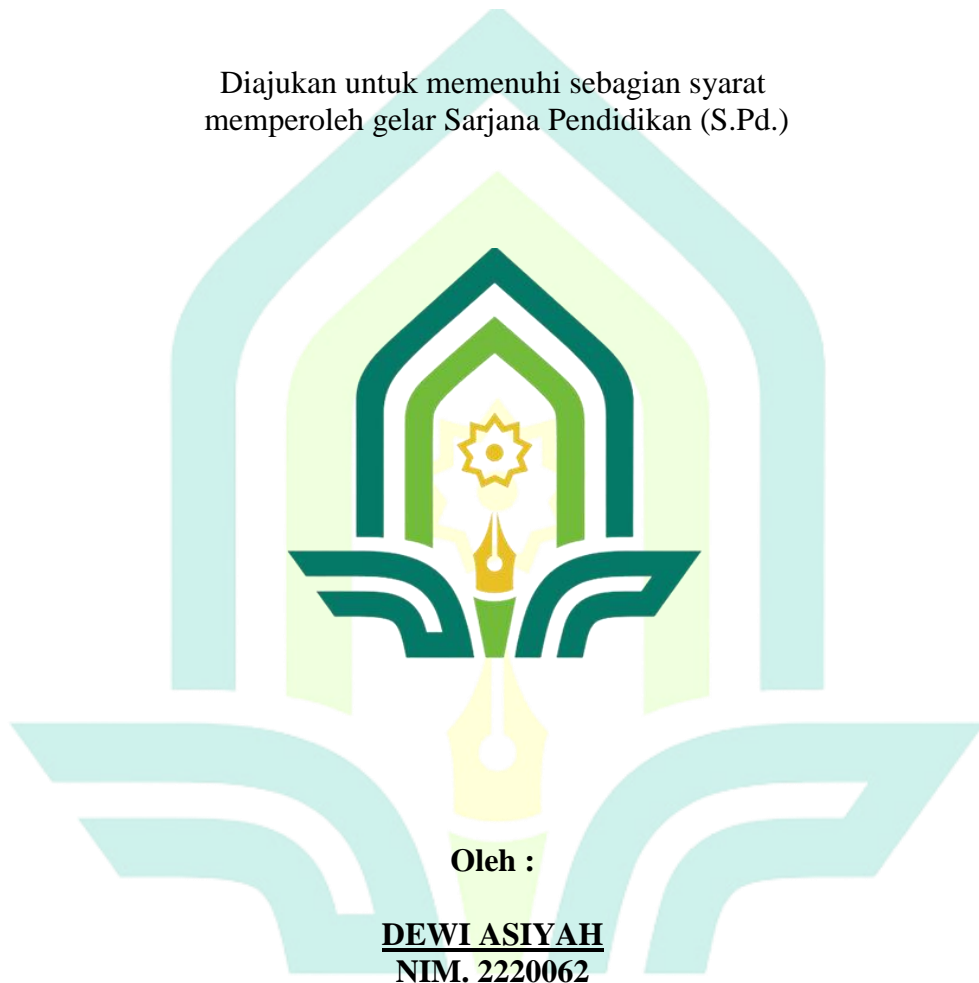 Diajukan untuk memenuhi sebagian syarat
memperoleh gelar Sarjana Pendidikan (S.Pd.)
Oleh :
DEWI ASIYAH
NIM. 2220062